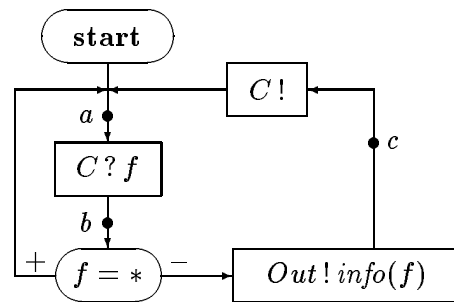 start
C !
a
c
C ? f
b
+
f = *
−
Out ! info(f)